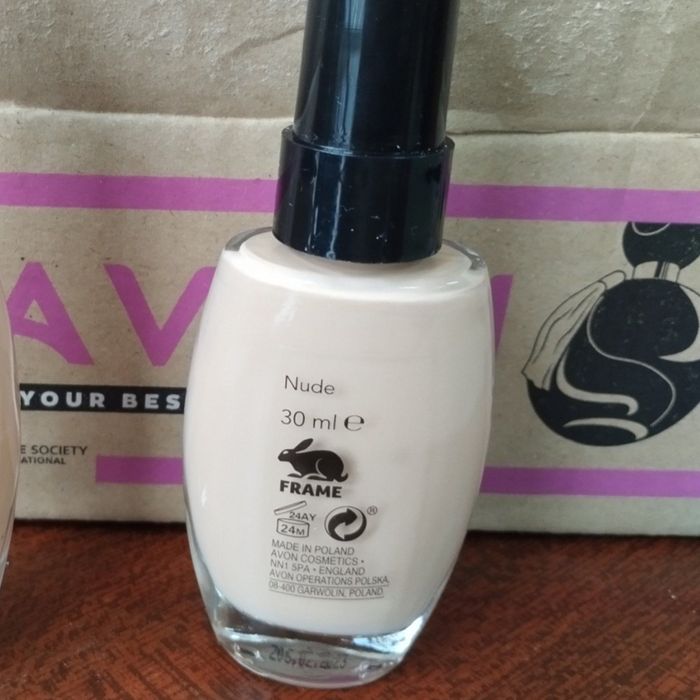 AV
YOUR BES
E SOCIETY
ATIONAL
Nude
30 ml ℮
FRAME
24AY
24M
®
MADE IN POLAND
AVON COSMETICS •
NN1 5PA • ENGLAND
AVON OPERATIONS POLSKA,
08-400 GARWOLIN, POLAND.